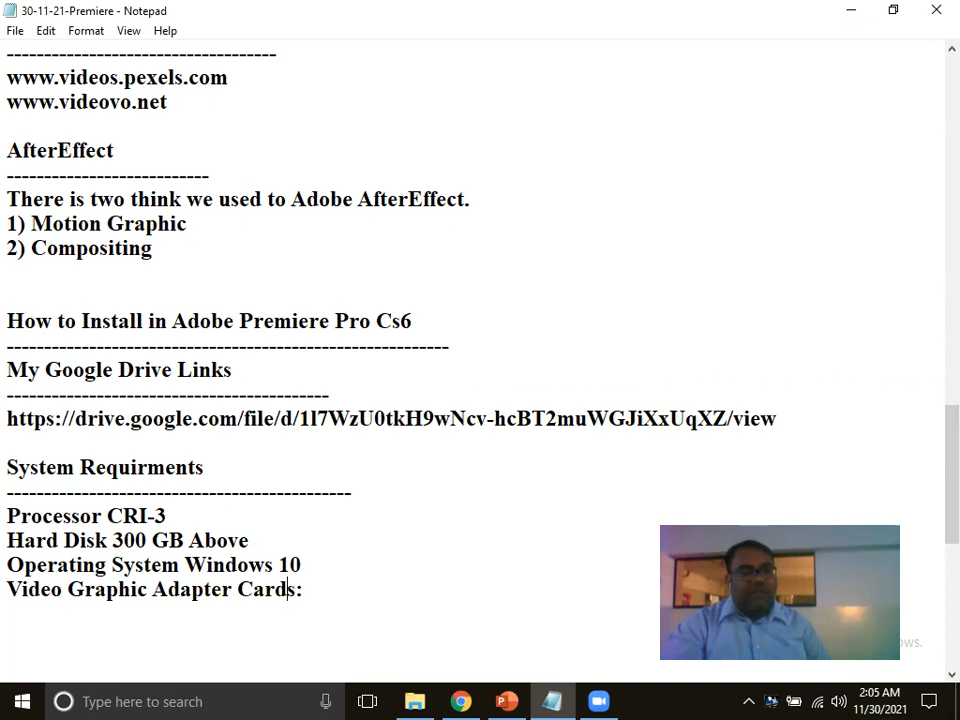 30-11-21-Premiere - Notepad
File Edit Format View Help
------------------------------------
www.videos.pexels.com
www.videovo.net
AfterEffect
---------------------------
There is two think we used to Adobe AfterEffect.
1) Motion Graphic
2) Compositing
How to Install in Adobe Premiere Pro Cs6
-----------------------------------------------------------
My Google Drive Links
-------------------------------------------
https://drive.google.com/file/d/1l7WzU0tkH9wNcv-hcBT2muWGJiXxUqXZ/view
System Requirments
----------------------------------------------
Processor CRI-3
Hard Disk 300 GB Above
Operating System Windows 10
Video Graphic Adapter Cards:
ows.
Type here to search
2:05 AM
11/30/2021